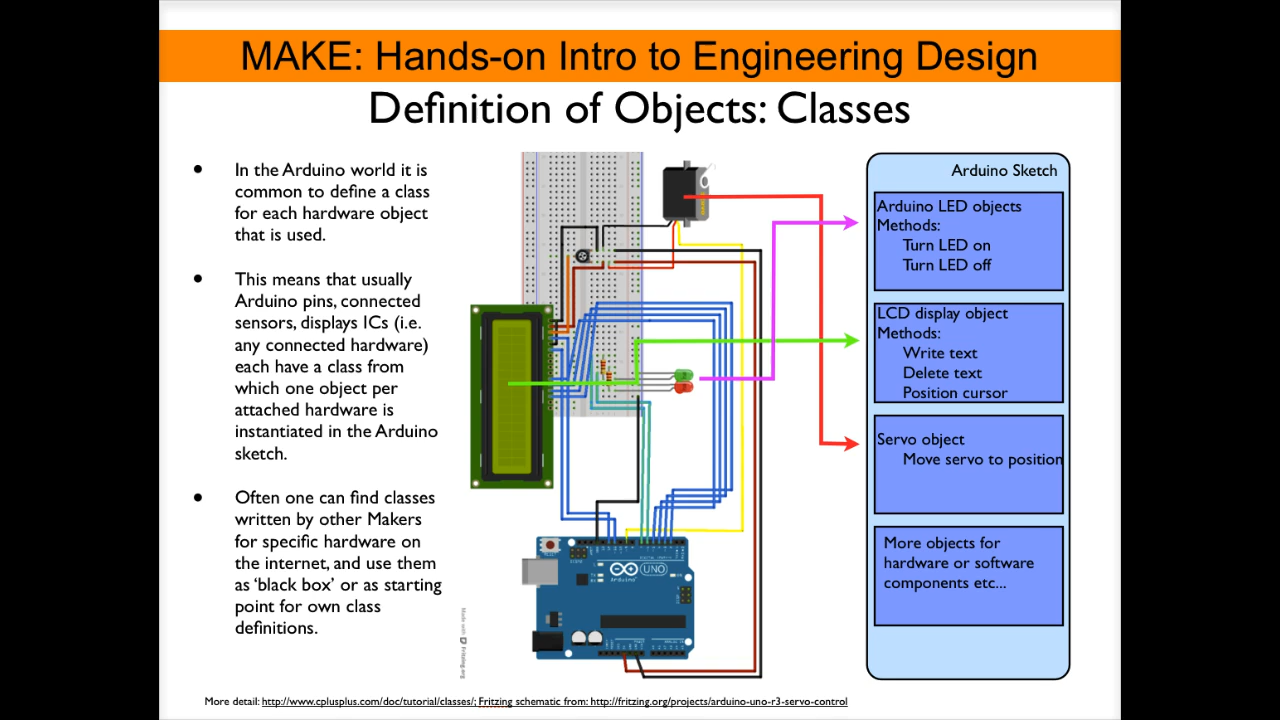 MAKE: Hands-on Intro to Engineering Design
Definition of Objects: Classes
• In the Arduino world it is
common to define a class
for each hardware object
that is used.
• This means that usually
Arduino pins, connected
sensors, displays ICs (i.e.
any connected hardware)
each have a class from
which one object per
attached hardware is
instantiated in the Arduino
sketch.
• Often one can find classes
written by other Makers
for specific hardware on
the internet, and use them
as ‘black box’ or as starting
point for own class
definitions.
Arduino Sketch
Arduino LED objects
Methods:
Turn LED on
Turn LED off
LCD display object
Methods:
Write text
Delete text
Position cursor
Servo object
Move servo to position
More objects for
hardware or software
components etc...
UNO
Arduino
Made with Fritzing.org
More detail: http://www.cplusplus.com/doc/tutorial/classes/; Fritzing schematic from: http://fritzing.org/projects/arduino-uno-r3-servo-control